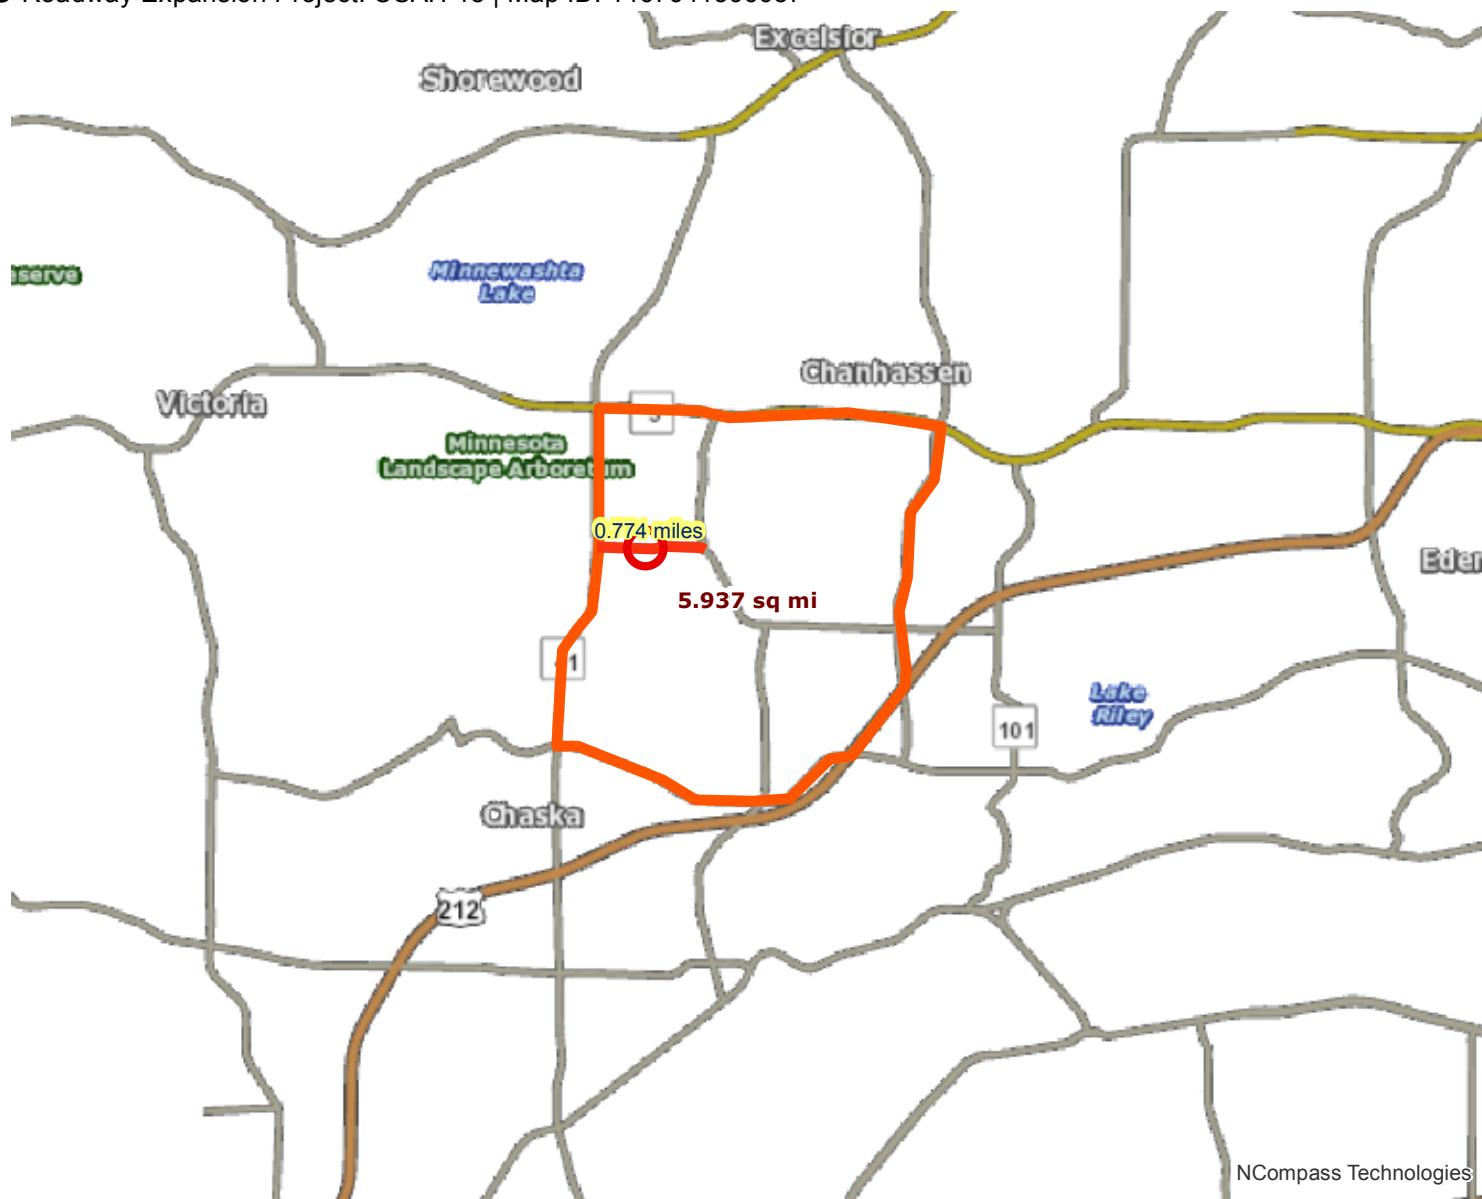 Excelsior
Shorewood
Minnewashta
Lake
Chanhassen
Victoria
Minnesota
Landscape Arboretum
0.774 miles
5.937 sq mi
Lake
Riley
101
Chaska
212
NCompass Technologies